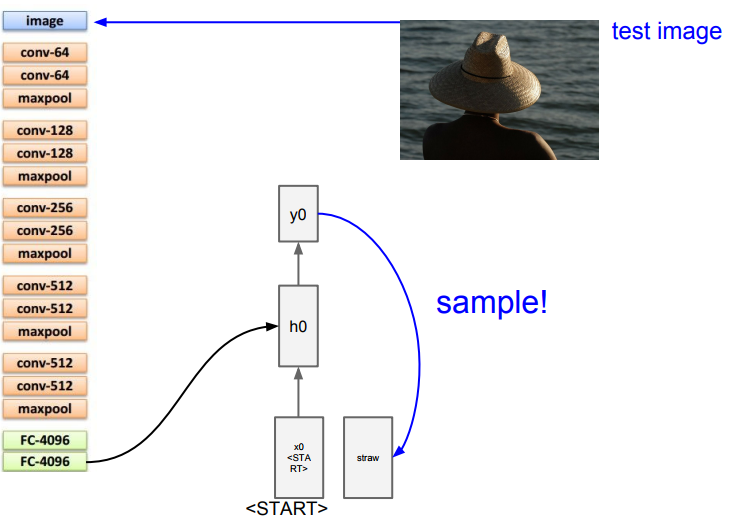 image
conv-64
conv-64
maxpool
conv-128
conv-128
maxpool
conv-256
conv-256
maxpool
conv-512
conv-512
maxpool
conv-512
conv-512
maxpool
FC-4096
FC-4096
test image
y0
sample!
h0
x0
<STA
RT>
straw
<START>